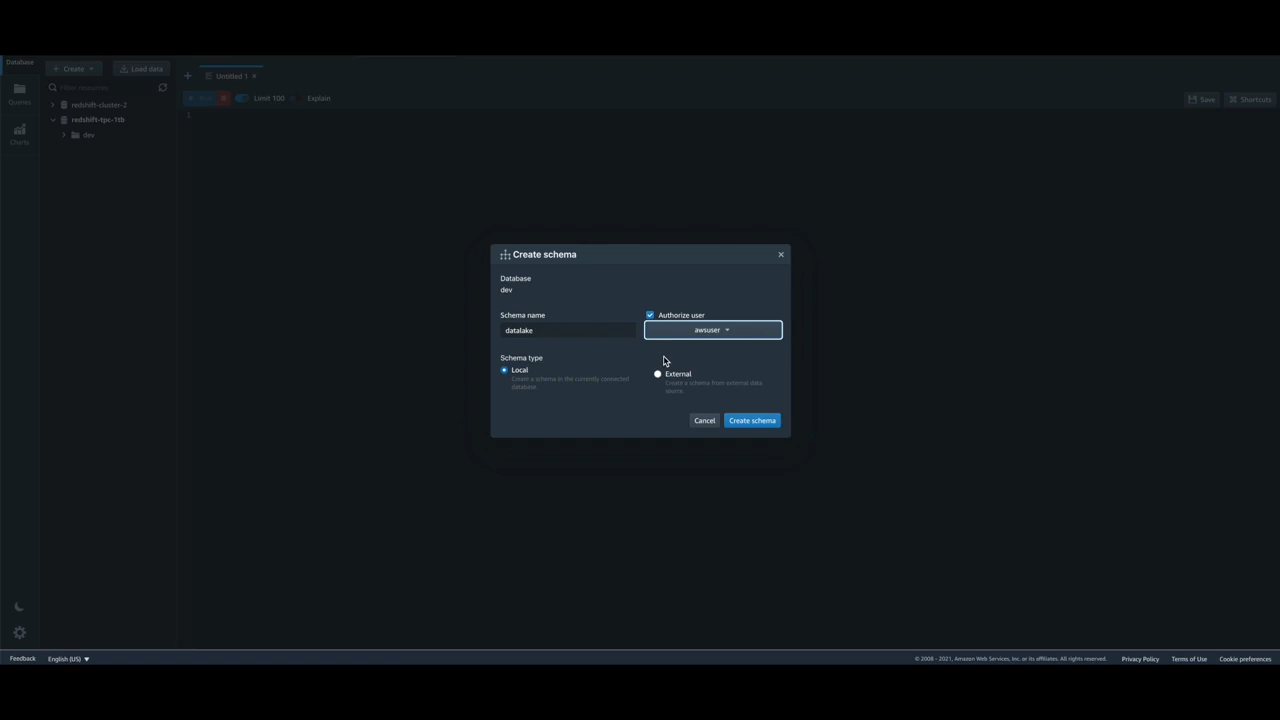 Database
Create
Load data
Filter resources
Untitled 1
Queries
redshift-cluster-2
Run
Limit 100
Explain
Save
Shortcuts
redshift-tpc-1tb
1
Charts
dev
Create schema
Database
dev
Schema name
Authorize user
datalake
awsuser
Schema type
Local
Create a schema in the currently connected
database.
External
Create a schema from external data
source.
Cancel
Create schema
Feedback
English (US)
© 2008 - 2021, Amazon Web Services, Inc. or its affiliates. All rights reserved.
Privacy Policy
Terms of Use
Cookie preferences